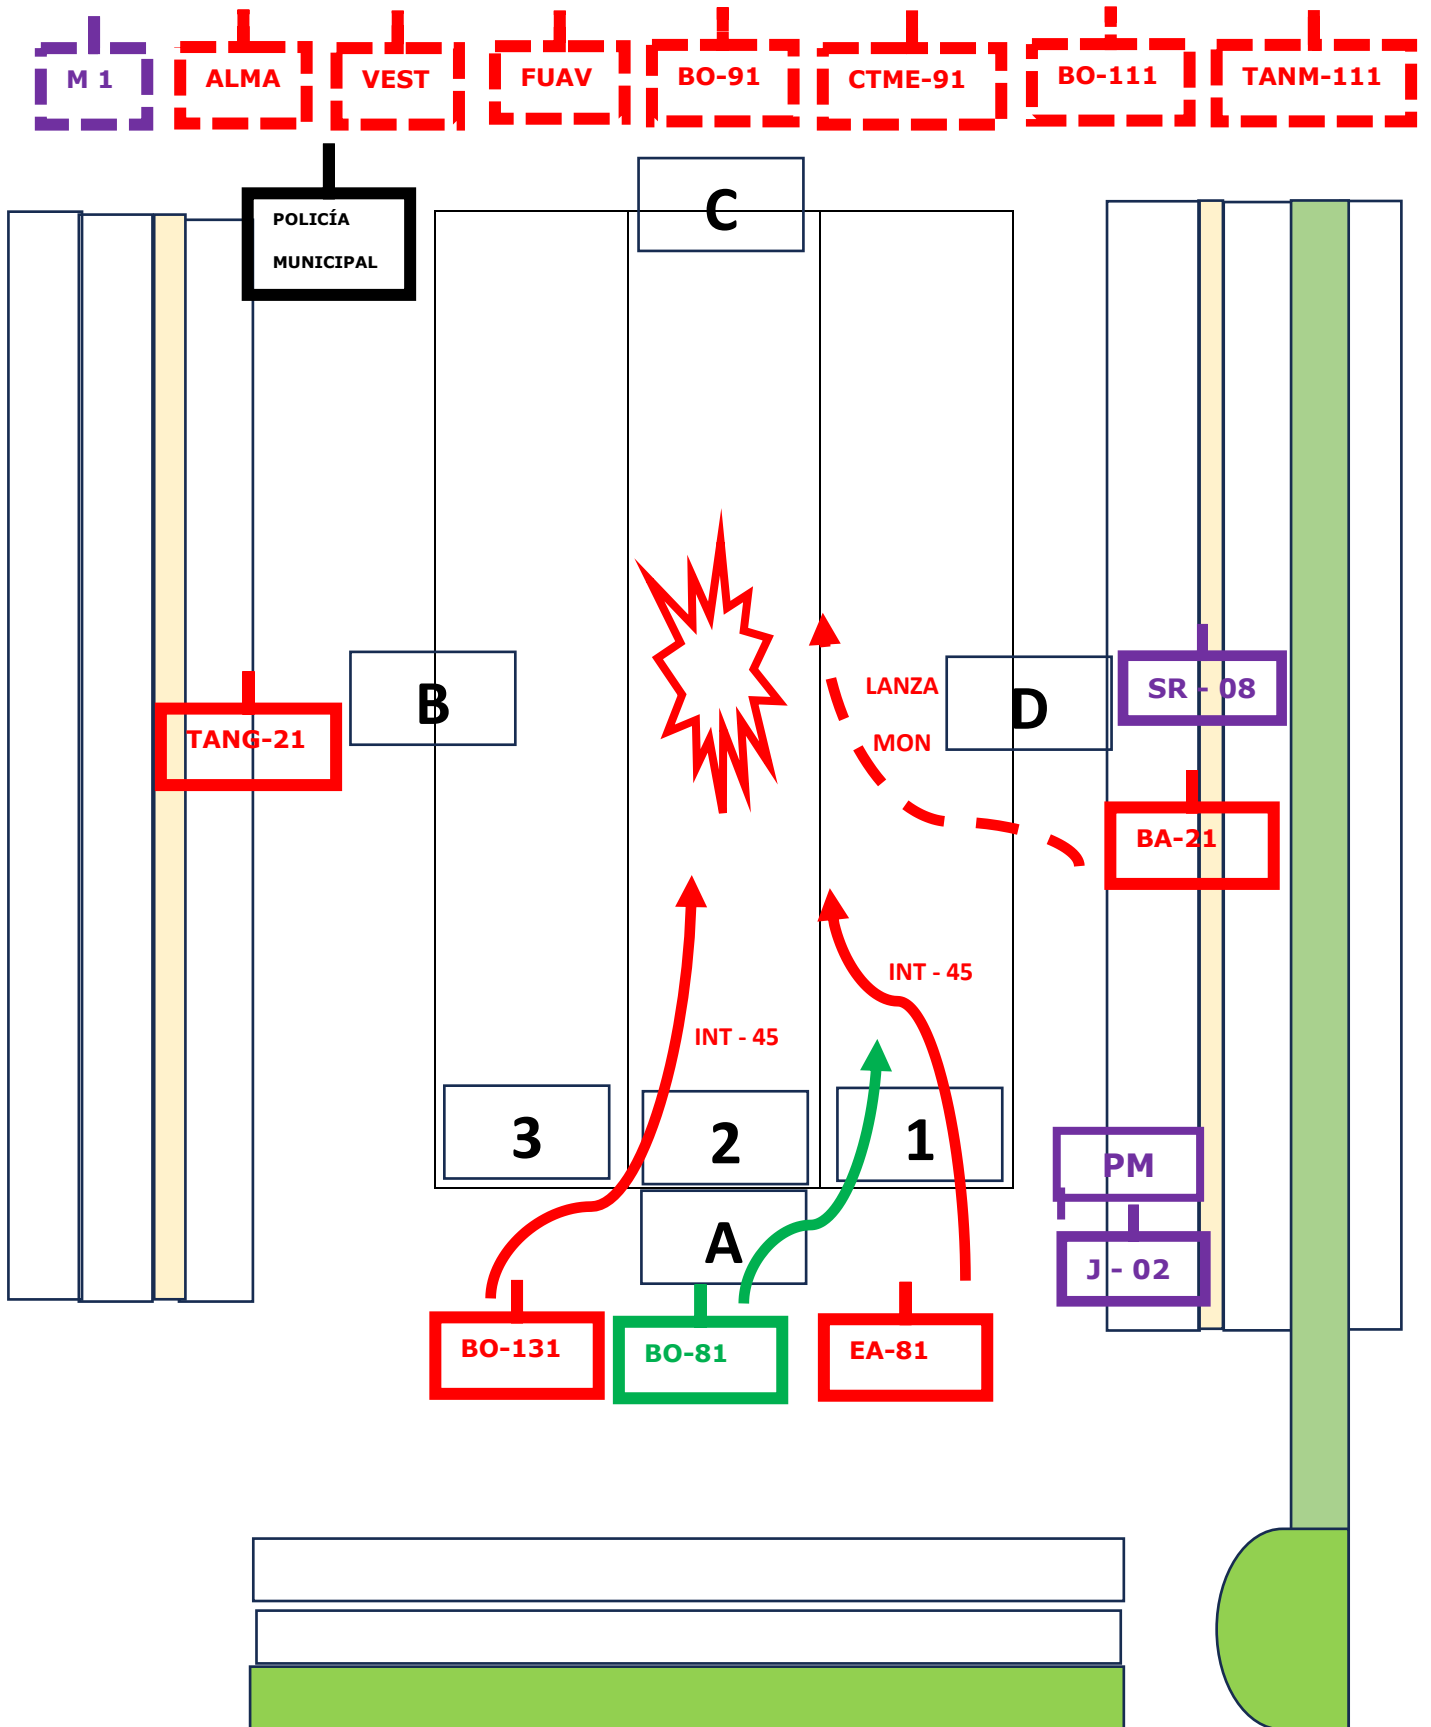 M 1
ALMA
VEST
FUAV
BO-91
CTME-91
BO-111
TANM-111
POLICÍA
MUNICIPAL
C
B
D
LANZA
MON
SR - 08
TANG-21
BA-21
INT - 45
INT - 45
3
2
1
PM
A
J - 02
BO-131
BO-81
EA-81